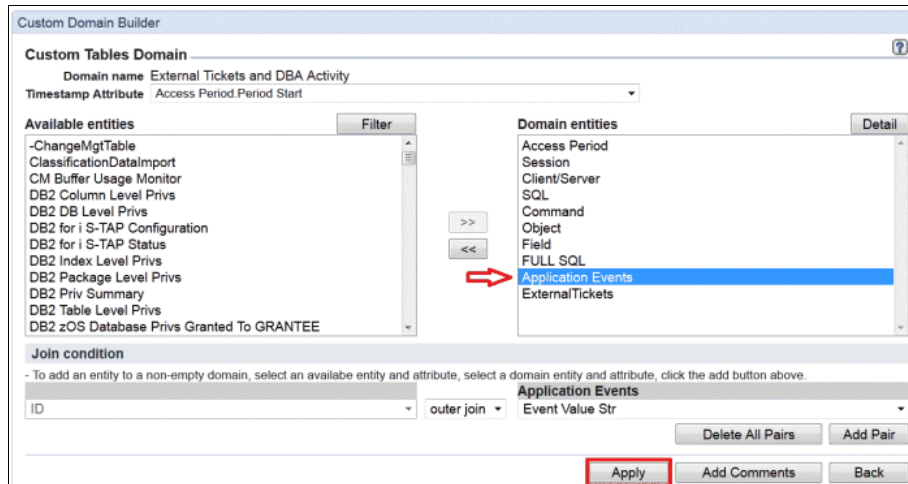 Custom Domain Builder
?
Custom Tables Domain
Domain name External Tickets and DBA Activity
Timestamp Attribute Access Period.Period Start
Available entities Filter
-ChangeMgtTable
ClassificationDataImport
CM Buffer Usage Monitor
DB2 Column Level Privs
DB2 DB Level Privs
DB2 for i S-TAP Configuration
DB2 for i S-TAP Status
DB2 Index Level Privs
DB2 Package Level Privs
DB2 Priv Summary
DB2 Table Level Privs
DB2 zOS Database Privs Granted To GRANTEE
>>
<<
Domain entities Detail
Access Period
Session
Client/Server
SQL
Command
Object
Field
FULL SQL
Application Events
ExternalTickets
Join condition
- To add an entity to a non-empty domain, select an availabe entity and attribute, select a domain entity and attribute, click the add button above.
Application Events
ID outer join Event Value Str
Delete All Pairs Add Pair
Apply Add Comments Back